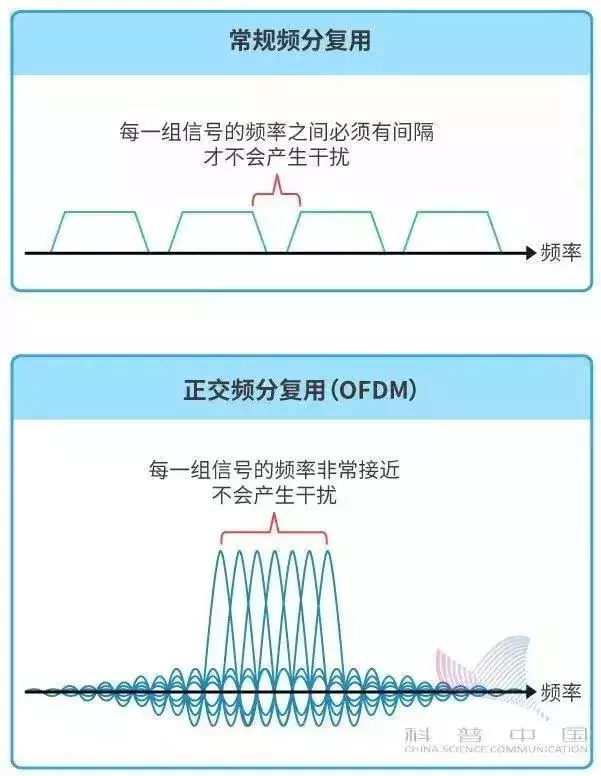 常规频分复用
每一组信号的频率之间必须有间隔
才不会产生干扰
频率
正交频分复用(OFDM)
每一组信号的频率非常接近
不会产生干扰
频率
科普中国
CHINA SCIENCE COMMUNICATION